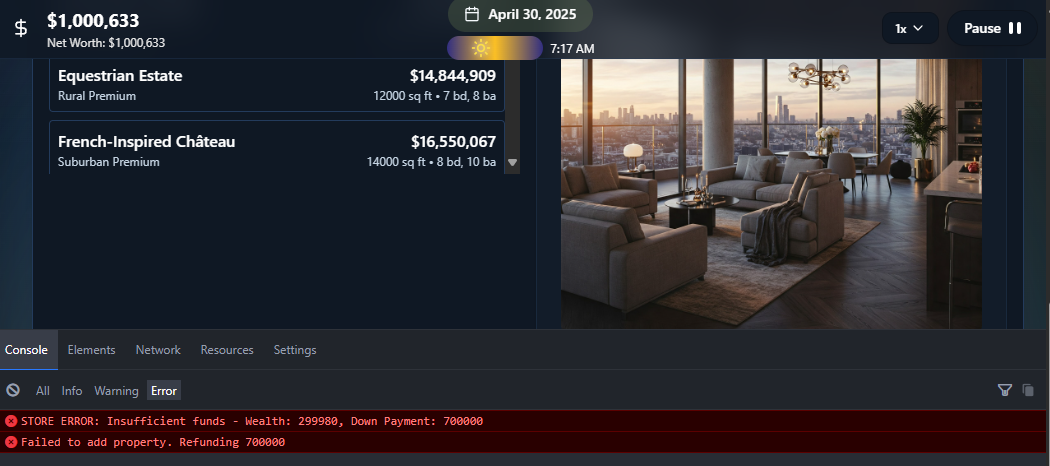 $1,000,633
Net Worth: $1,000,633
April 30, 2025
7:17 AM
1x
Pause
Equestrian Estate $14,844,909
Rural Premium 12000 sq ft • 7 bd, 8 ba
French-Inspired Château $16,550,067
Suburban Premium 14000 sq ft • 8 bd, 10 ba
Console Elements Network Resources Settings
All Info Warning Error
STORE ERROR: Insufficient funds - Wealth: 299980, Down Payment: 700000
Failed to add property. Refunding 700000